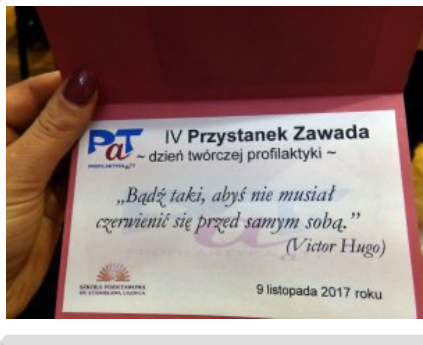 PaT
IV Przystanek Zawada
~ dzień twórczej profilaktyki ~
„Bądź taki, abyś nie musiał
czerwienić się przed samym sobą.”
(Victor Hugo)
SZKOŁA PODSTAWOWA
9 listopada 2017 roku